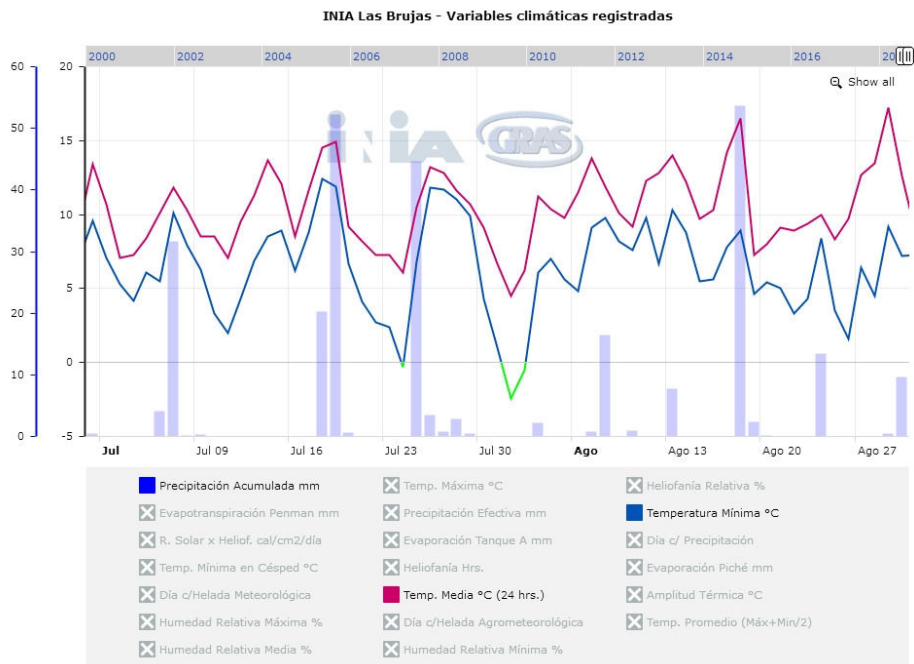 INIA Las Brujas - Variables climáticas registradas
2000 2002 2004 2006 2008 2010 2012 2014 2016
60 20
Show all
iNiA GRAS
50 15
40
10
30
5
20
0
10
0 -5
Jul Jul 09 Jul 16 Jul 23 Jul 30 Ago Ago 13 Ago 20 Ago 27
Precipitación Acumulada mm Temp. Máxima °C Heliofanía Relativa %
Evapotranspiración Penman mm Precipitación Efectiva mm Temperatura Mínima °C
R. Solar x Heliof. cal/cm2/día Evaporación Tanque A mm Día c/ Precipitación
Temp. Mínima en Césped °C Heliofanía Hrs. Evaporación Piché mm
Día c/Helada Meteorológica Temp. Media °C (24 hrs.) Amplitud Térmica °C
Humedad Relativa Máxima % Día c/Helada Agrometeorológica Temp. Promedio (Máx+Min/2)
Humedad Relativa Media % Humedad Relativa Mínima %